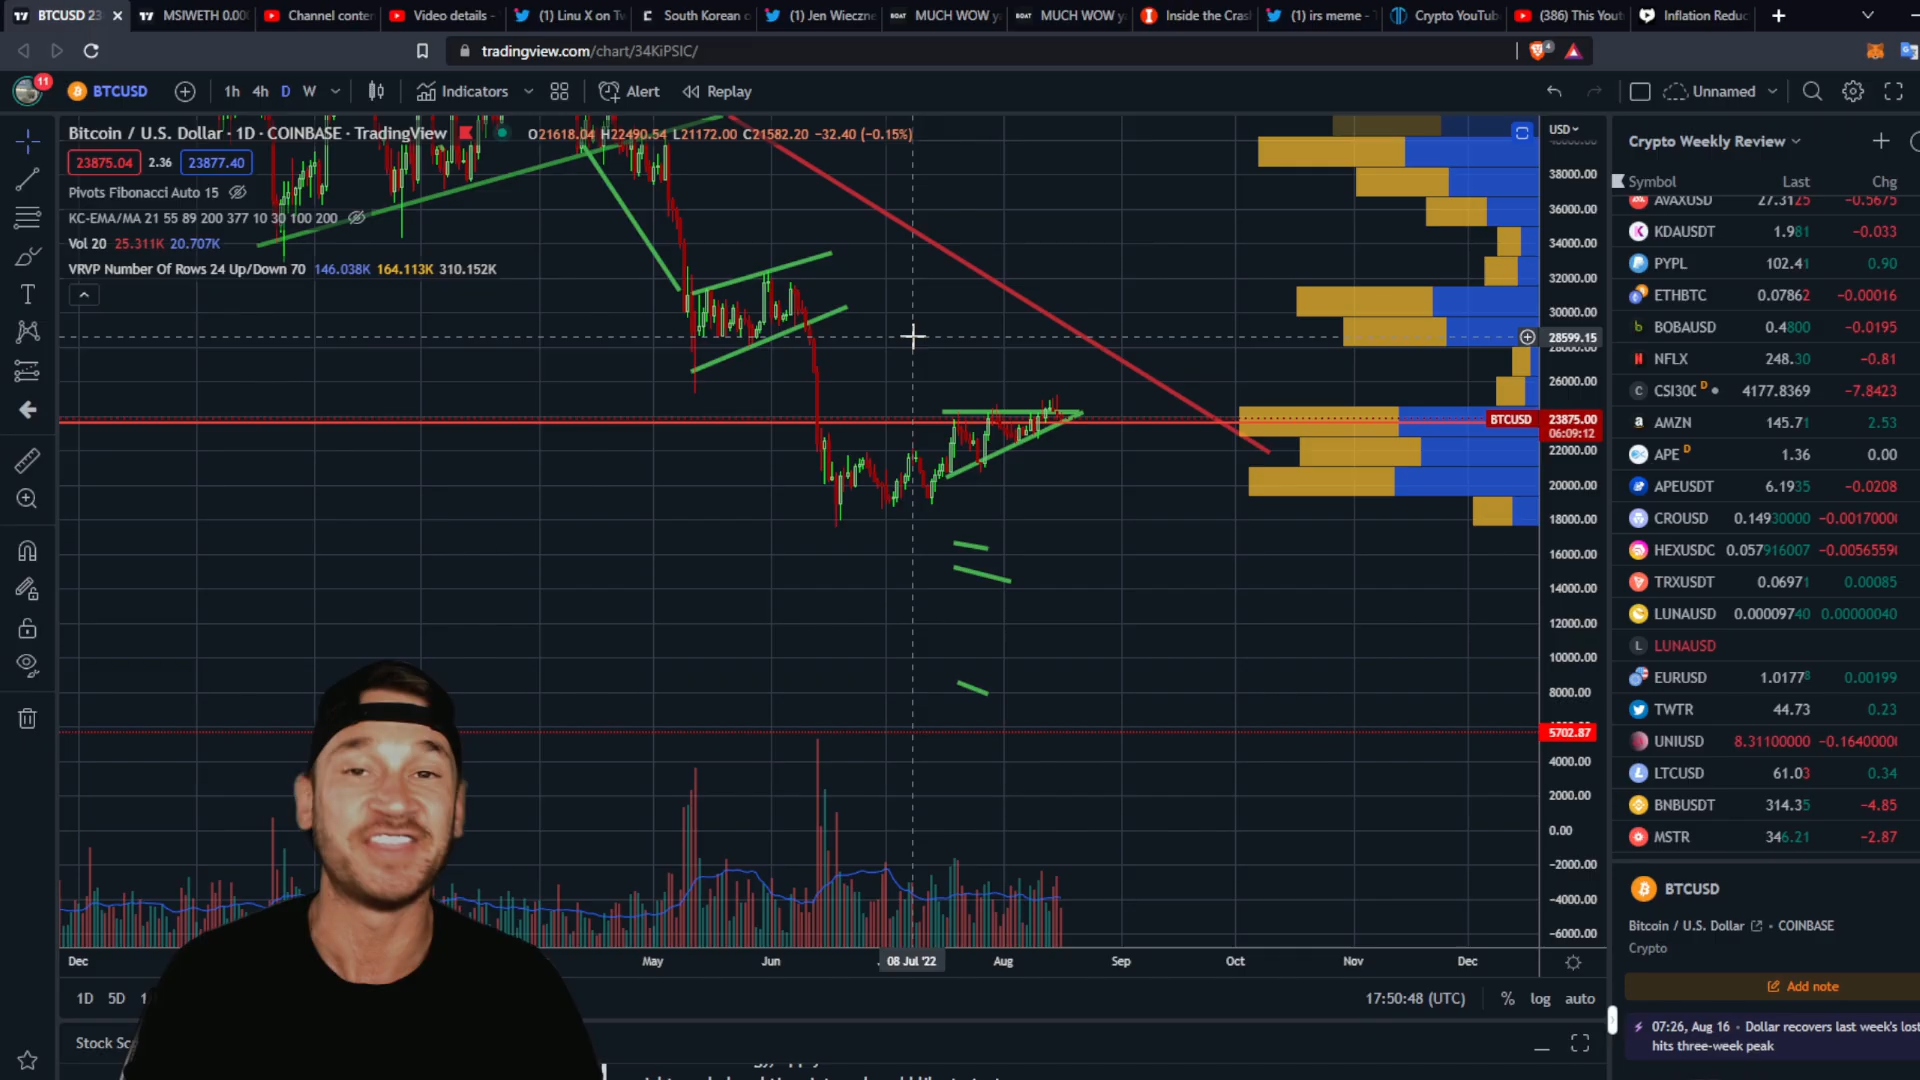 BTCUSD 23
MSIWETH 0.00
Channel conten
Video details -
(1) Linu X on Tw
South Korean c
(1) Jen Wieczne
MUCH WOW y
MUCH WOW y
Inside the Cras
(1) irs meme -
Crypto YouTub
(386) This Yout
Inflation Reduc
tradingview.com/chart/34KiPSIC/
4
11
BTCUSD
1h 4h D W
Indicators
Alert
Replay
Unnamed
Bitcoin / U.S. Dollar · 1D · COINBASE · TradingView
O21618.04 H22490.54 L21172.00 C21582.20 −32.40 (−0.15%)
23875.04 2.36 23877.40
Pivots Fibonacci Auto 15
KC-EMA/MA 21 55 89 200 377 10 30 100 200
Vol 20 25.311K 20.707K
VRVP Number Of Rows 24 Up/Down 70 146.038K 164.113K 310.152K
USD
38000.00
36000.00
34000.00
32000.00
30000.00
28599.15
28000.00
26000.00
BTCUSD 23875.00
06:09:12
22000.00
20000.00
18000.00
16000.00
14000.00
12000.00
10000.00
8000.00
5702.87
4000.00
2000.00
0.00
−2000.00
−4000.00
−6000.00
Dec May Jun 08 Jul '22 Aug Sep Oct Nov Dec
1D 5D
17:50:48 (UTC) % log auto
Stock Sc
Crypto Weekly Review
Symbol Last Chg
AVAXUSD 27.3125 −0.5675
KDAUSDT 1.981 −0.033
PYPL 102.41 0.90
ETHBTC 0.07862 −0.00016
BOBAUSD 0.4800 −0.0195
NFLX 248.30 −0.81
CSI300 D 4177.8369 −7.8423
AMZN 145.71 2.53
APE D 1.36 0.00
APEUSDT 6.1935 −0.0208
CROUSD 0.14930000 −0.0017000
HEXUSDC 0.057916007 −0.0055659
TRXUSDT 0.06971 0.00085
LUNAUSD 0.00009740 0.00000040
LUNAUSD
EURUSD 1.01778 0.00199
TWTR 44.73 0.23
UNIUSD 8.31100000 −0.1640000
LTCUSD 61.03 0.34
BNBUSDT 314.35 −4.85
MSTR 346.21 −2.87
BTCUSD
Bitcoin / U.S. Dollar · COINBASE
Crypto
Add note
07:26, Aug 16 · Dollar recovers last week's lost
hits three-week peak